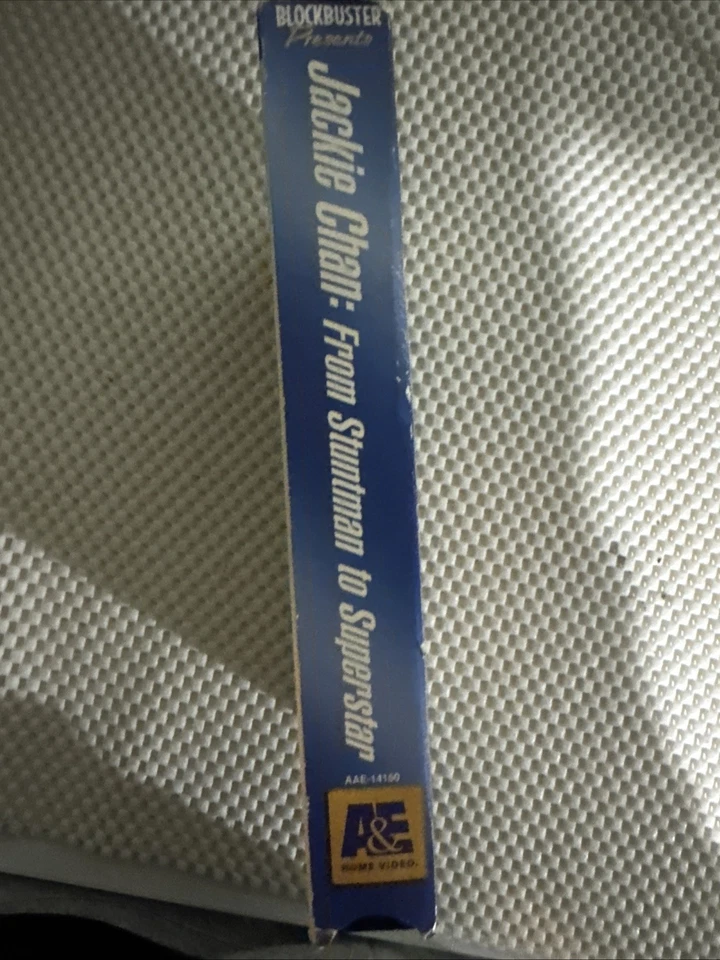 BLOCKBUSTER
Presents
Jackie Chan: From Stuntman to Superstar
AAE-14160
A&E
HOME VIDEO.